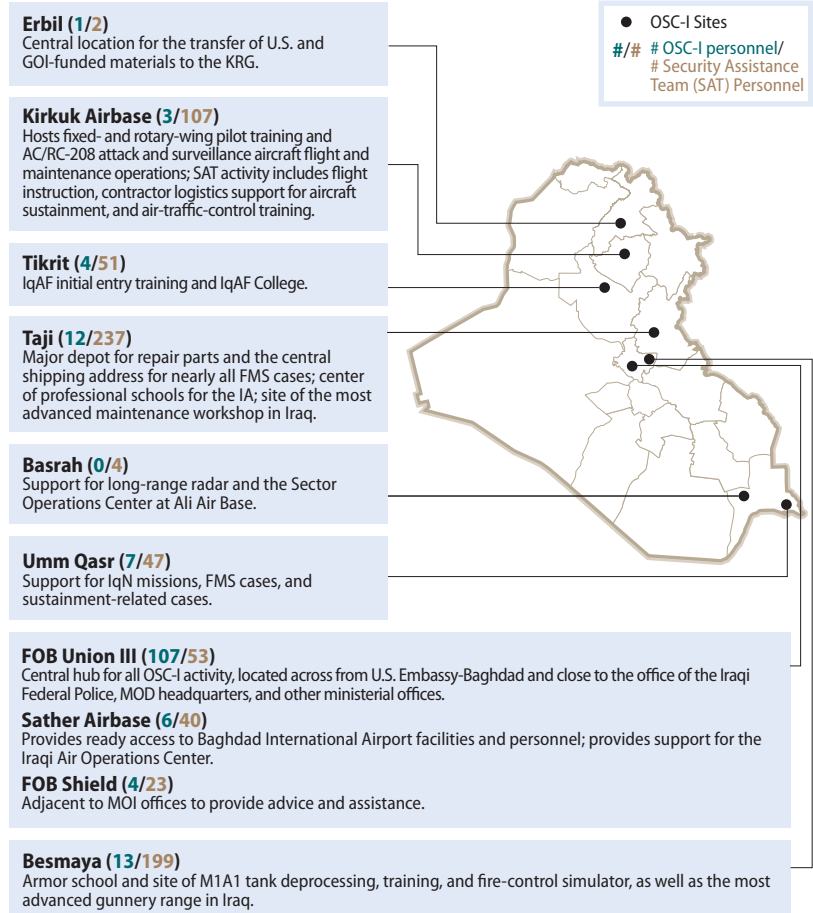 Erbil (1/2)
Central location for the transfer of U.S. and
GOI-funded materials to the KRG.
Kirkuk Airbase (3/107)
Hosts fixed- and rotary-wing pilot training and
AC/RC-208 attack and surveillance aircraft flight and
maintenance operations; SAT activity includes flight
instruction, contractor logistics support for aircraft
sustainment, and air-traffic-control training.
Tikrit (4/51)
IqAF initial entry training and IqAF College.
Taji (12/237)
Major depot for repair parts and the central
shipping address for nearly all FMS cases; center
of professional schools for the IA; site of the most
advanced maintenance workshop in Iraq.
Basrah (0/4)
Support for long-range radar and the Sector
Operations Center at Ali Air Base.
Umm Qasr (7/47)
Support for IqN missions, FMS cases, and
sustainment-related cases.
FOB Union III (107/53)
Central hub for all OSC-I activity, located across from U.S. Embassy-Baghdad and close to the office of the Iraqi
Federal Police, MOD headquarters, and other ministerial offices.
Sather Airbase (6/40)
Provides ready access to Baghdad International Airport facilities and personnel; provides support for the
Iraqi Air Operations Center.
FOB Shield (4/23)
Adjacent to MOI offices to provide advice and assistance.
Besmaya (13/199)
Armor school and site of M1A1 tank deprocessing, training, and fire-control simulator, as well as the most
advanced gunnery range in Iraq.
OSC-I Sites
#/# # OSC-I personnel/
# Security Assistance
Team (SAT) Personnel